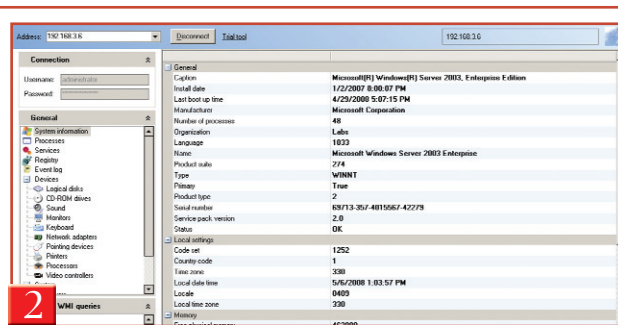 Address: 192.168.3.6 Disconnect Trial tool 192.168.3.6
Connection
Username: administrator
Password:
General
System information
Processes
Services
Registry
Event log
Devices
Logical disks
CD-ROM drives
Sound
Monitors
Keyboard
Network adapters
Pointing devices
Printers
Processors
Video controllers
WMI queries
2
General
Caption Microsoft(R) Windows(R) Server 2003, Enterprise Edition
Install date 1/2/2007 8:00:07 PM
Last boot up time 4/29/2008 5:07:15 PM
Manufacturer Microsoft Corporation
Number of processes 48
Organization Labs
Language 1033
Name Microsoft Windows Server 2003 Enterprise
Product suite 274
Type WINNT
Primary True
Product type 2
Serial number 69713-357-4015567-42279
Service pack version 2.0
Status OK
Local settings
Code set 1252
Country code 1
Time zone 330
Local date time 5/6/2008 1:03:57 PM
Locale 0409
Local time zone 330
Memory